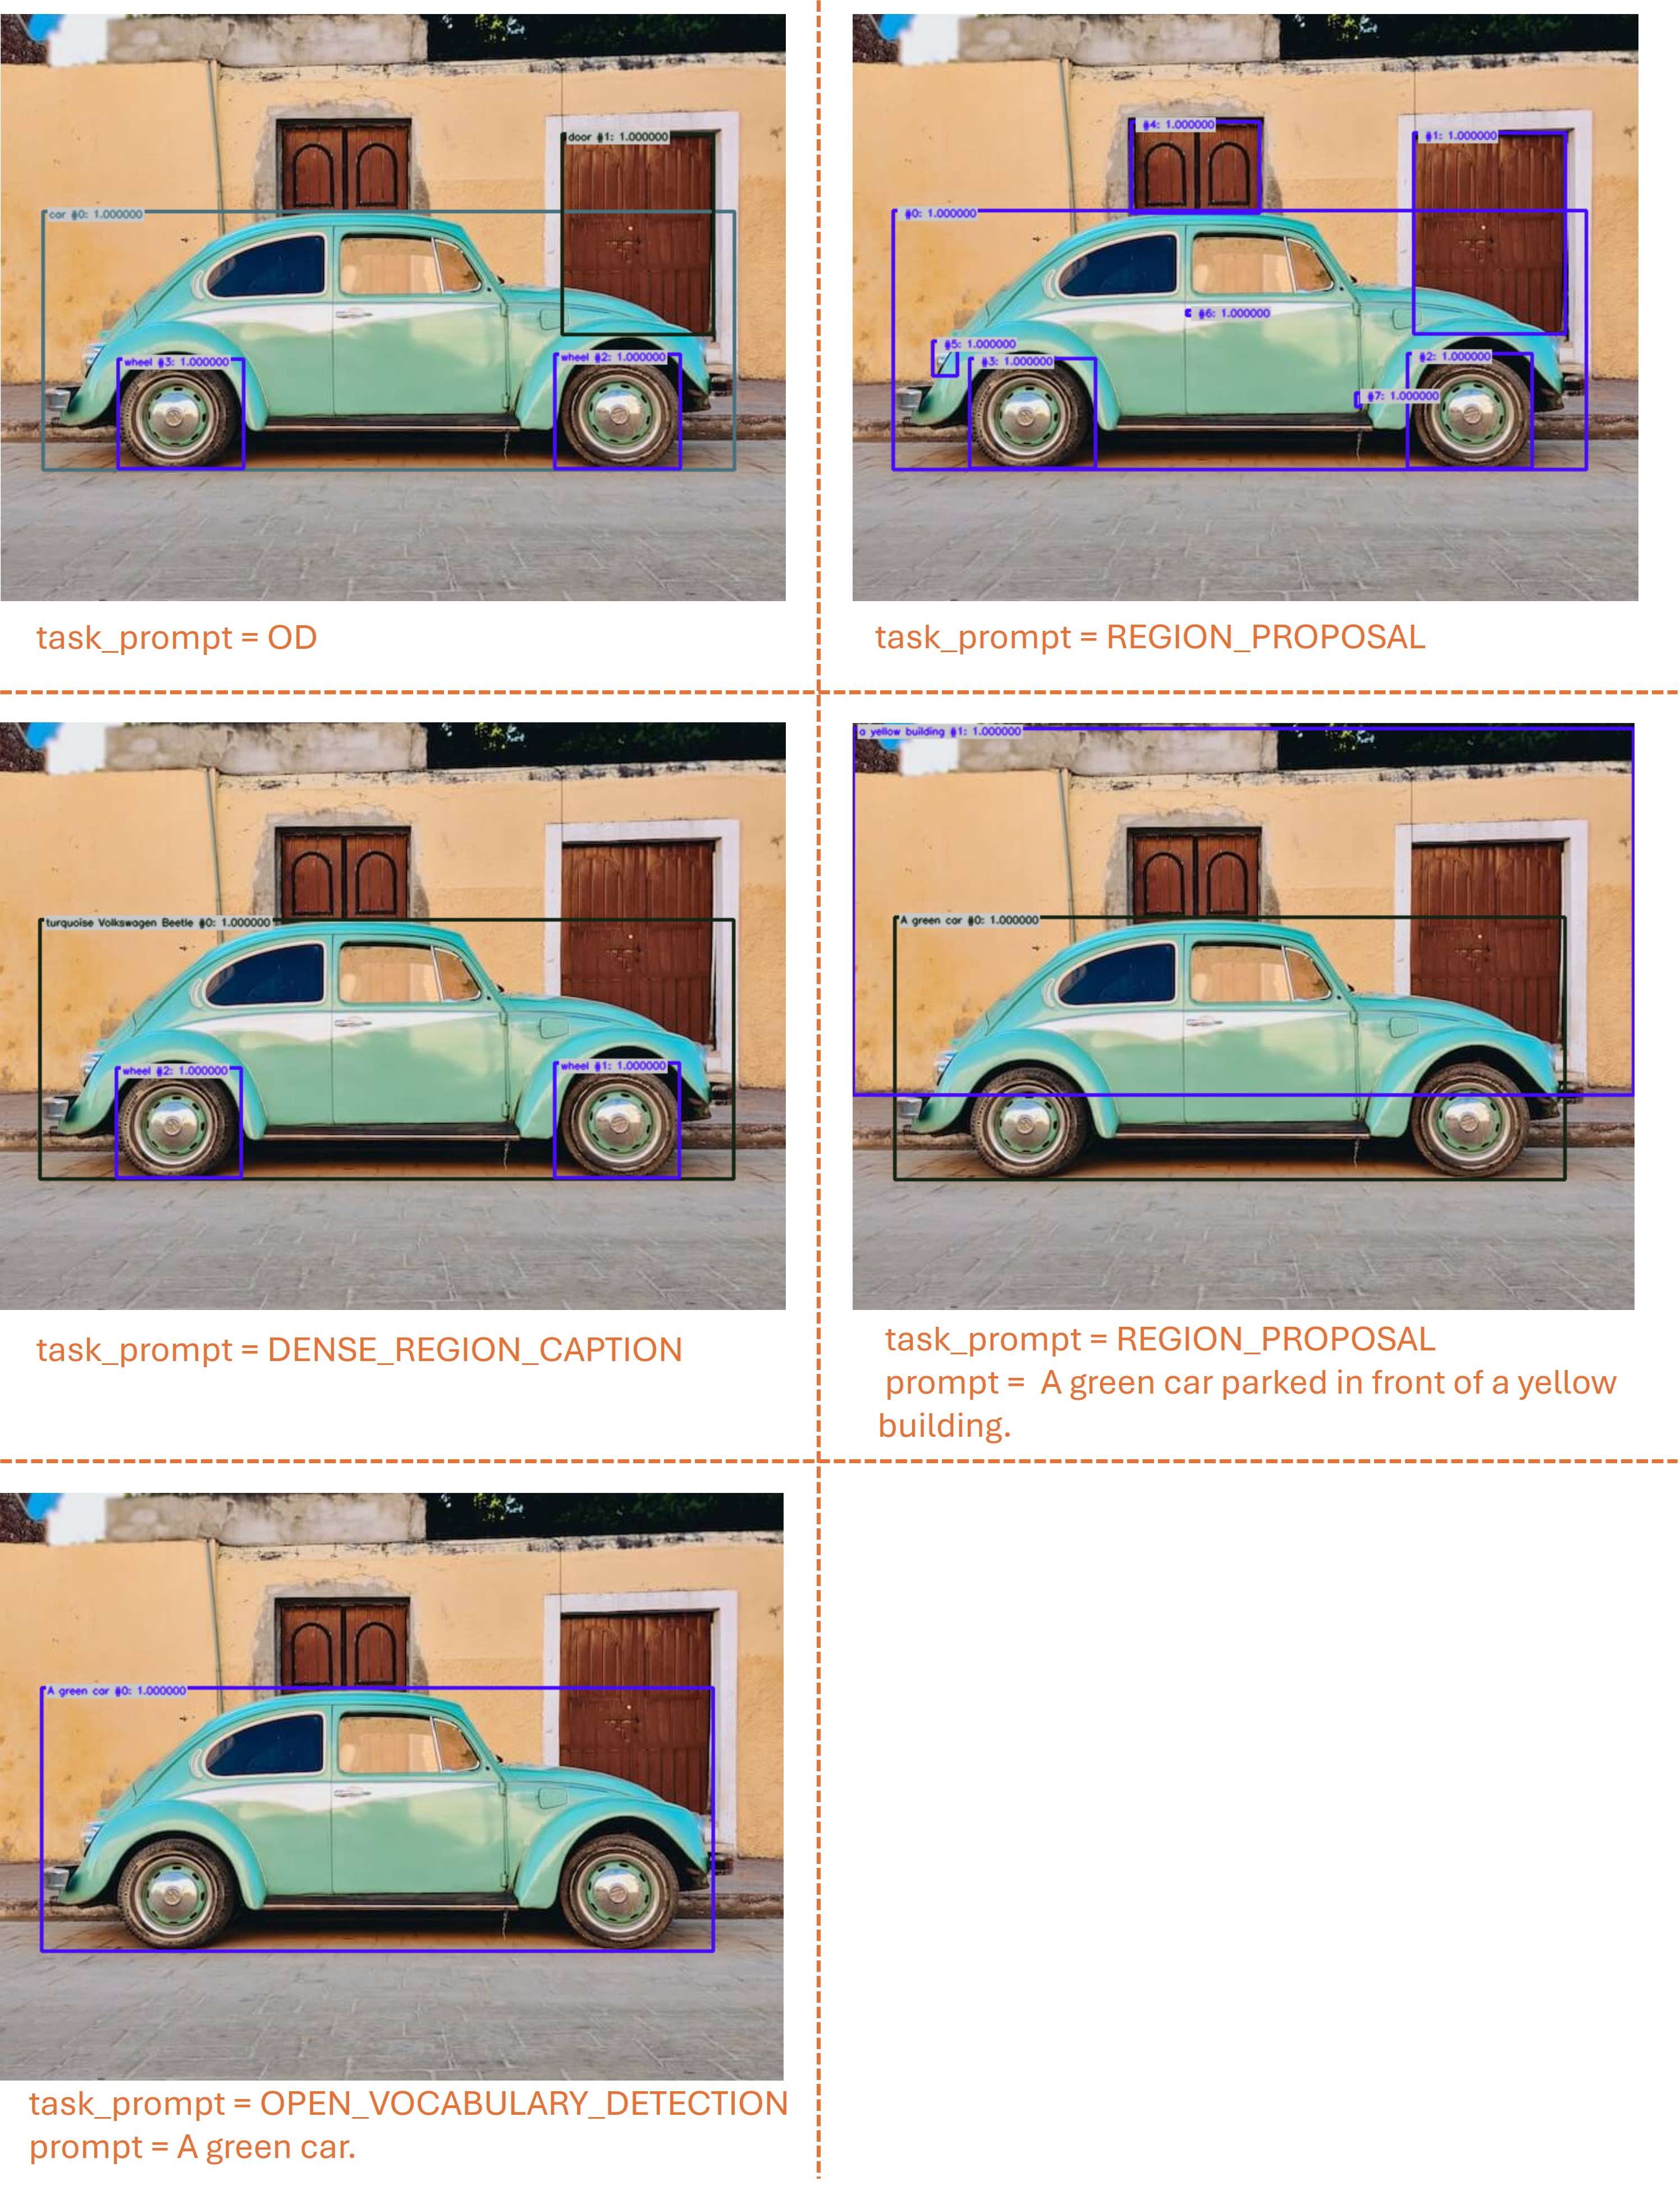 door #1: 1.000000
car #0: 1.000000
wheel #3: 1.000000
wheel #2: 1.000000
task_prompt = OD
#4: 1.000000
#1: 1.000000
#0: 1.000000
#6: 1.000000
#5: 1.000000
#3: 1.000000
#2: 1.000000
#7: 1.000000
task_prompt = REGION_PROPOSAL
turquoise Volkswagen Beetle #0: 1.000000
wheel #2: 1.000000
wheel #1: 1.000000
task_prompt = DENSE_REGION_CAPTION
a yellow building #1: 1.000000
A green car #0: 1.000000
task_prompt = REGION_PROPOSAL
prompt = A green car parked in front of a yellow
building.
A green car #0: 1.000000
task_prompt = OPEN_VOCABULARY_DETECTION
prompt = A green car.